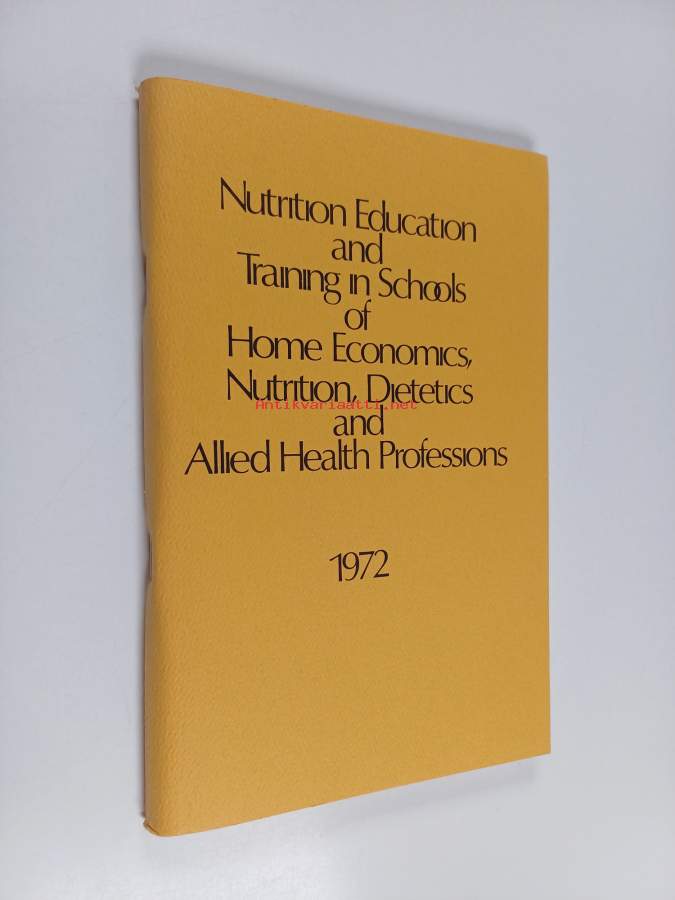 Nutrition Education
and
Training in Schools
of
Home Economics,
Nutrition, Dietetics
Antikvariaatti.net
and
Allied Health Professions
1972